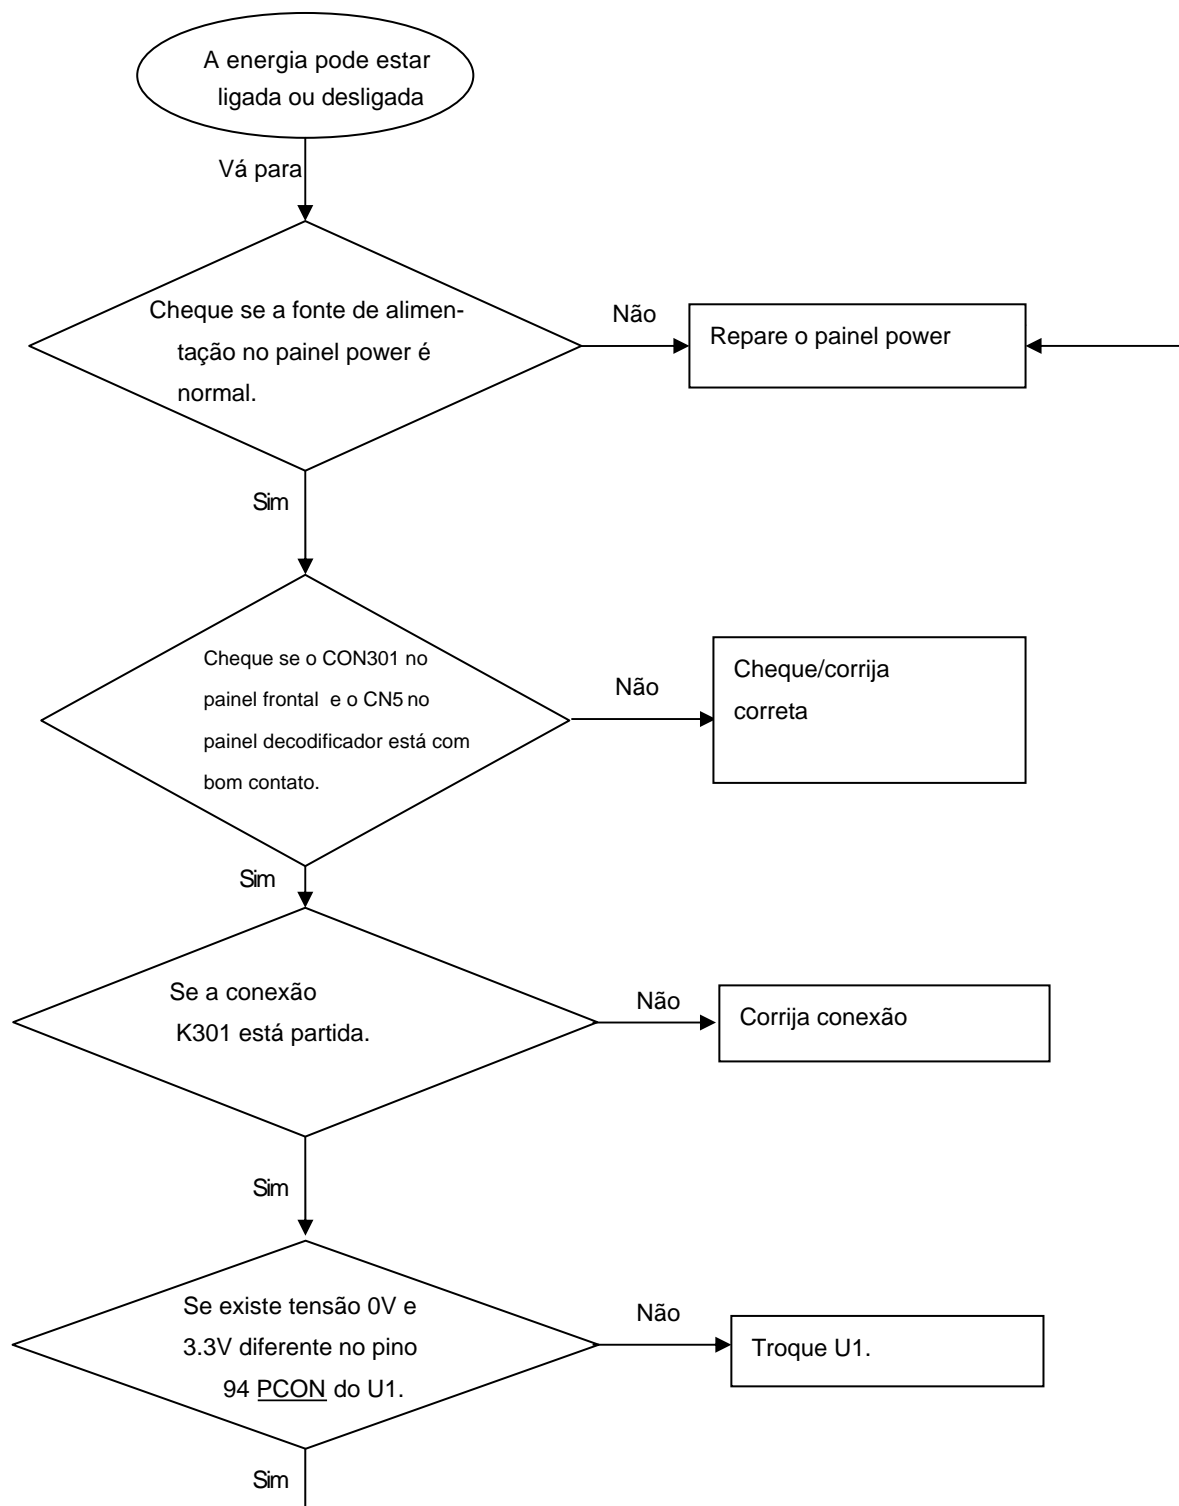 A energia pode estar
ligada ou desligada
Vá para
Cheque se a fonte de alimen-
tação no painel power é
normal.
Não
Repare o painel power
Sim
Cheque se o CON301 no
painel frontal e o CN5 no
painel decodificador está com
bom contato.
Não
Cheque/corrija
correta
Sim
Se a conexão
K301 está partida.
Não
Corrija conexão
Sim
Se existe tensão 0V e
3.3V diferente no pino
94 PCON do U1.
Não
Troque U1.
Sim